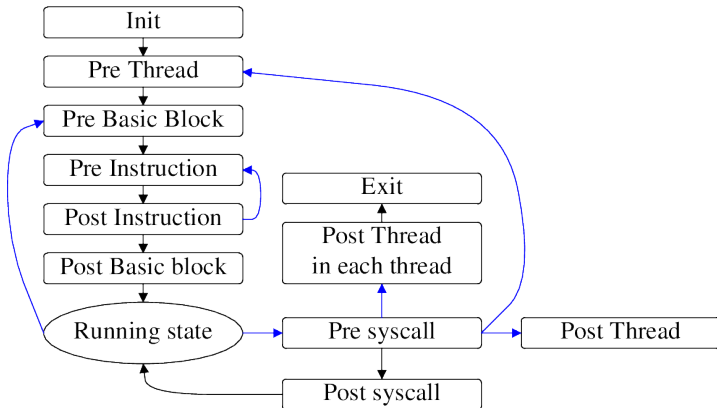 Init
Pre Thread
Pre Basic Block
Pre Instruction
Post Instruction
Post Basic block
Running state
Exit
Post Thread
in each thread
Pre syscall
Post Thread
Post syscall